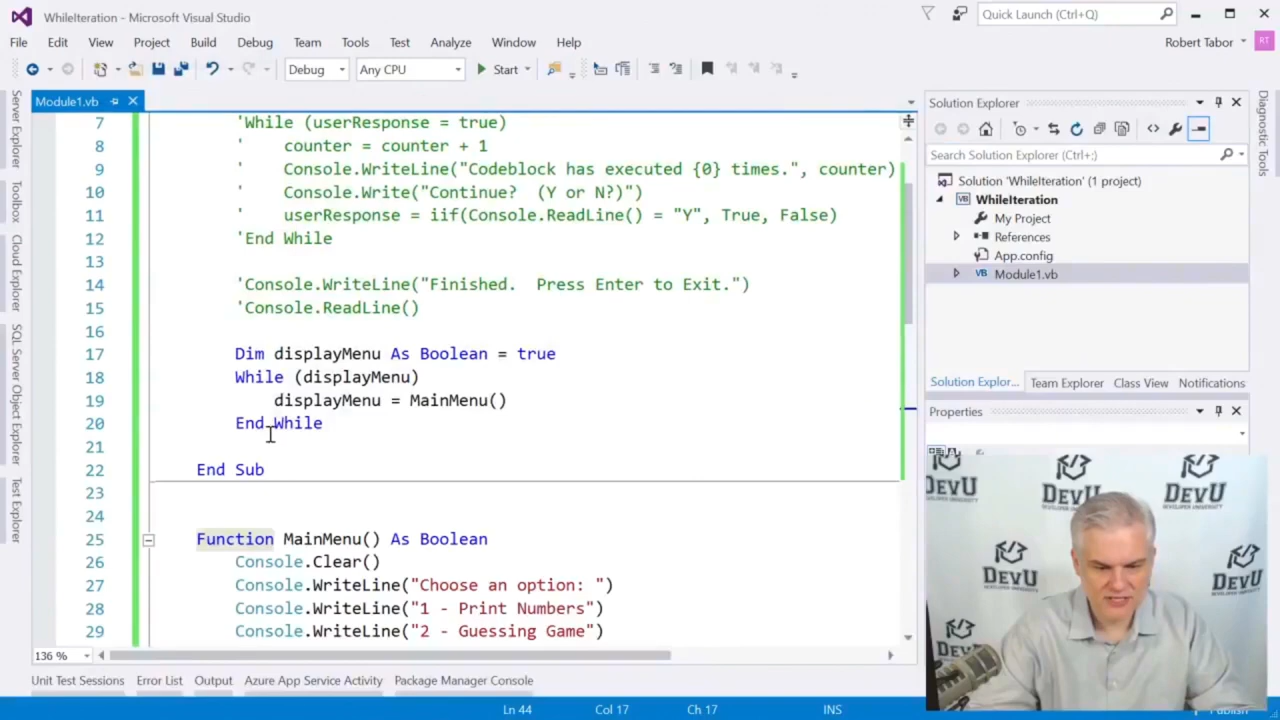 WhileIteration - Microsoft Visual Studio
Quick Launch (Ctrl+Q)
File Edit View Project Build Debug Team Tools Test Analyze Window Help
Robert Tabor RT
Debug Any CPU Start
Module1.vb
Server Explorer
Toolbox
Cloud Explorer
SQL Server Object Explorer
Test Explorer
7 'While (userResponse = true)
8 ' counter = counter + 1
9 ' Console.WriteLine("Codeblock has executed {0} times.", counter)
10 ' Console.Write("Continue?  (Y or N?)")
11 ' userResponse = iif(Console.ReadLine() = "Y", True, False)
12 'End While
13
14 'Console.WriteLine("Finished.  Press Enter to Exit.")
15 'Console.ReadLine()
16
17 Dim displayMenu As Boolean = true
18 While (displayMenu)
19 displayMenu = MainMenu()
20 End While
21
22 End Sub
23
24
25 Function MainMenu() As Boolean
26 Console.Clear()
27 Console.WriteLine("Choose an option: ")
28 Console.WriteLine("1 - Print Numbers")
29 Console.WriteLine("2 - Guessing Game")
136 %
Solution Explorer
Search Solution Explorer (Ctrl+;)
Solution 'WhileIteration' (1 project)
WhileIteration
My Project
References
App.config
Module1.vb
Solution Explor... Team Explorer Class View Notifications
Properties
Diagnostic Tools
DEVU
DEVELOPER UNIVERSITY
DEVU
DEVELOPER UNIVERSITY
DEVU
DEVELOPER UNIVERSITY
DEVU
DEVELOPER UNIVERSITY
Unit Test Sessions Error List Output Azure App Service Activity Package Manager Console
Ln 44 Col 17 Ch 17 INS